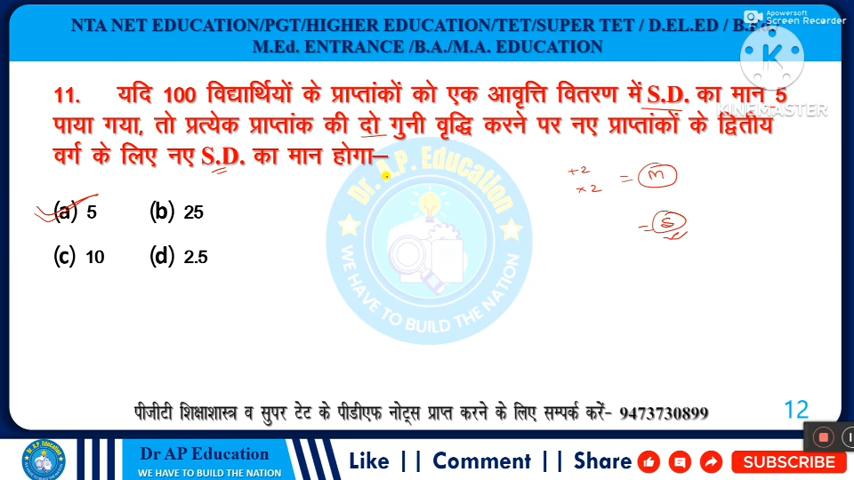 NTA NET EDUCATION/PGT/HIGHER EDUCATION/TET/SUPER TET / D.EL.ED / B.Ed.
M.Ed. ENTRANCE /B.A./M.A. EDUCATION
Apowersoft
Screen Recorder
KINEMASTER
11. यदि 100 विद्यार्थियों के प्राप्तांकों को एक आवृत्ति वितरण में S.D. का मान 5
पाया गया, तो प्रत्येक प्राप्तांक की दो गुनी वृद्धि करने पर नए प्राप्तांकों के द्वितीय
वर्ग के लिए नए S.D. का मान होगा–
+2
×2 = M
= S
(a) 5 (b) 25
(c) 10 (d) 2.5
Dr. A.P. Education
WE HAVE TO BUILD THE NATION
पीजीटी शिक्षाशास्त्र व सुपर टेट के पीडीएफ नोट्स प्राप्त करने के लिए सम्पर्क करें- 9473730899
12
Dr AP Education
WE HAVE TO BUILD THE NATION
Like || Comment || Share
SUBSCRIBE